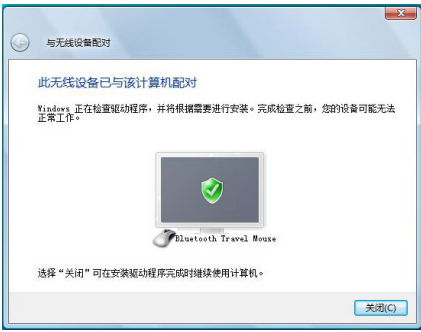 与无线设备配对
此无线设备已与该计算机配对
Windows 正在检查驱动程序，并将根据需要进行安装。完成检查之前，您的设备可能无法
正常工作。
Bluetooth Travel Mouse
选择“关闭”可在安装驱动程序完成时继续使用计算机。
关闭(C)